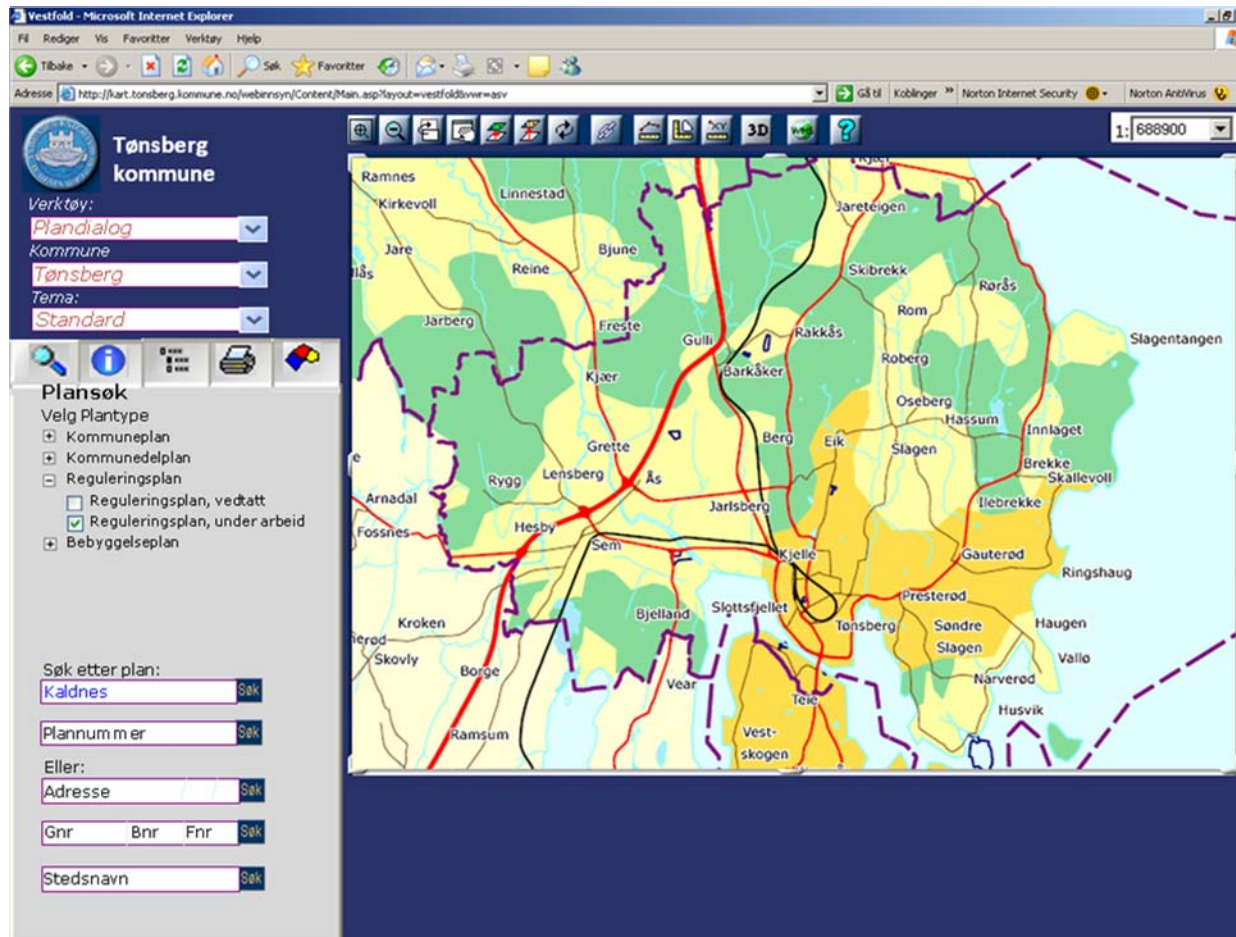 Vestfold - Microsoft Internet Explorer
Fil Rediger Vis Favoritter Verktøy Hjelp
Tilbake Søk Favoritter
Adresse http://kart.tonsberg.kommune.no/webinnsyn/Content/Main.asp?layout=vestfold&vwr=asv Gå til Koblinger » Norton Internet Security Norton AntiVirus
Tønsberg
kommune
3D
1: 688900
Verktøy:
Plandialog
Kommune
Tønsberg
Tema:
Standard
Plansøk
Velg Plantype
Kommuneplan
Kommunedelplan
Reguleringsplan
Reguleringsplan, vedtatt
Reguleringsplan, under arbeid
Bebyggelseplan
Søk etter plan:
Kaldnes Søk
Plannummer Søk
Eller:
Adresse Søk
Gnr Bnr Fnr Søk
Stedsnavn Søk
Ramnes
Linnestad
Kirkevoll
Jareteigen
Jare
Bjune
Reine
Skibrekk
Rørås
Rom
Jarberg
Freste
Gulli
Rakkås
Slagentangen
Roberg
Kjær
Barkåker
Oseberg
Hassum
Innlaget
Berg
Eik
Grette
Slagen
Brekke
Lensberg
Ås
Skallevoll
Rygg
Arnadal
Jarlsberg
Ilebrekke
Hesby
Fossnes
Sem
Kjelle
Gauterød
Ringshaug
Presterød
Bjelland
Slottsfjellet
Kroken
Tønsberg
Søndre
Slagen
Haugen
Skovly
Vallø
Borge
Vear
Narverød
Teie
Husvik
Ramsum
Vest-
skogen